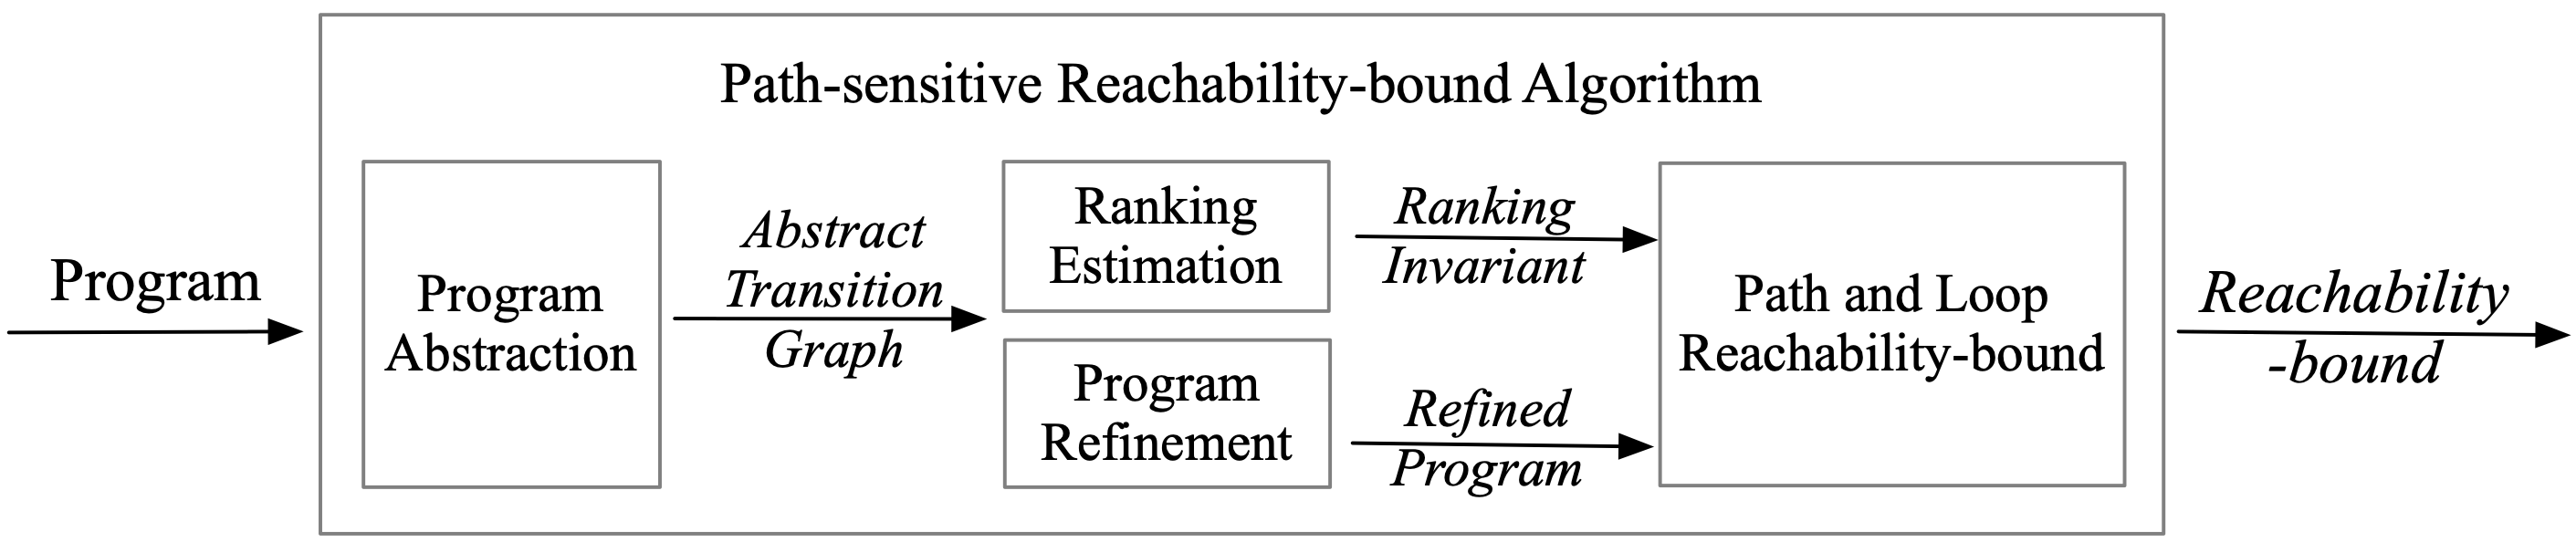 Path-sensitive Reachability-bound Algorithm
Program
Program
Abstraction
Abstract
Transition
Graph
Ranking
Estimation
Program
Refinement
Ranking
Invariant
Refined
Program
Path and Loop
Reachability-bound
Reachability
-bound